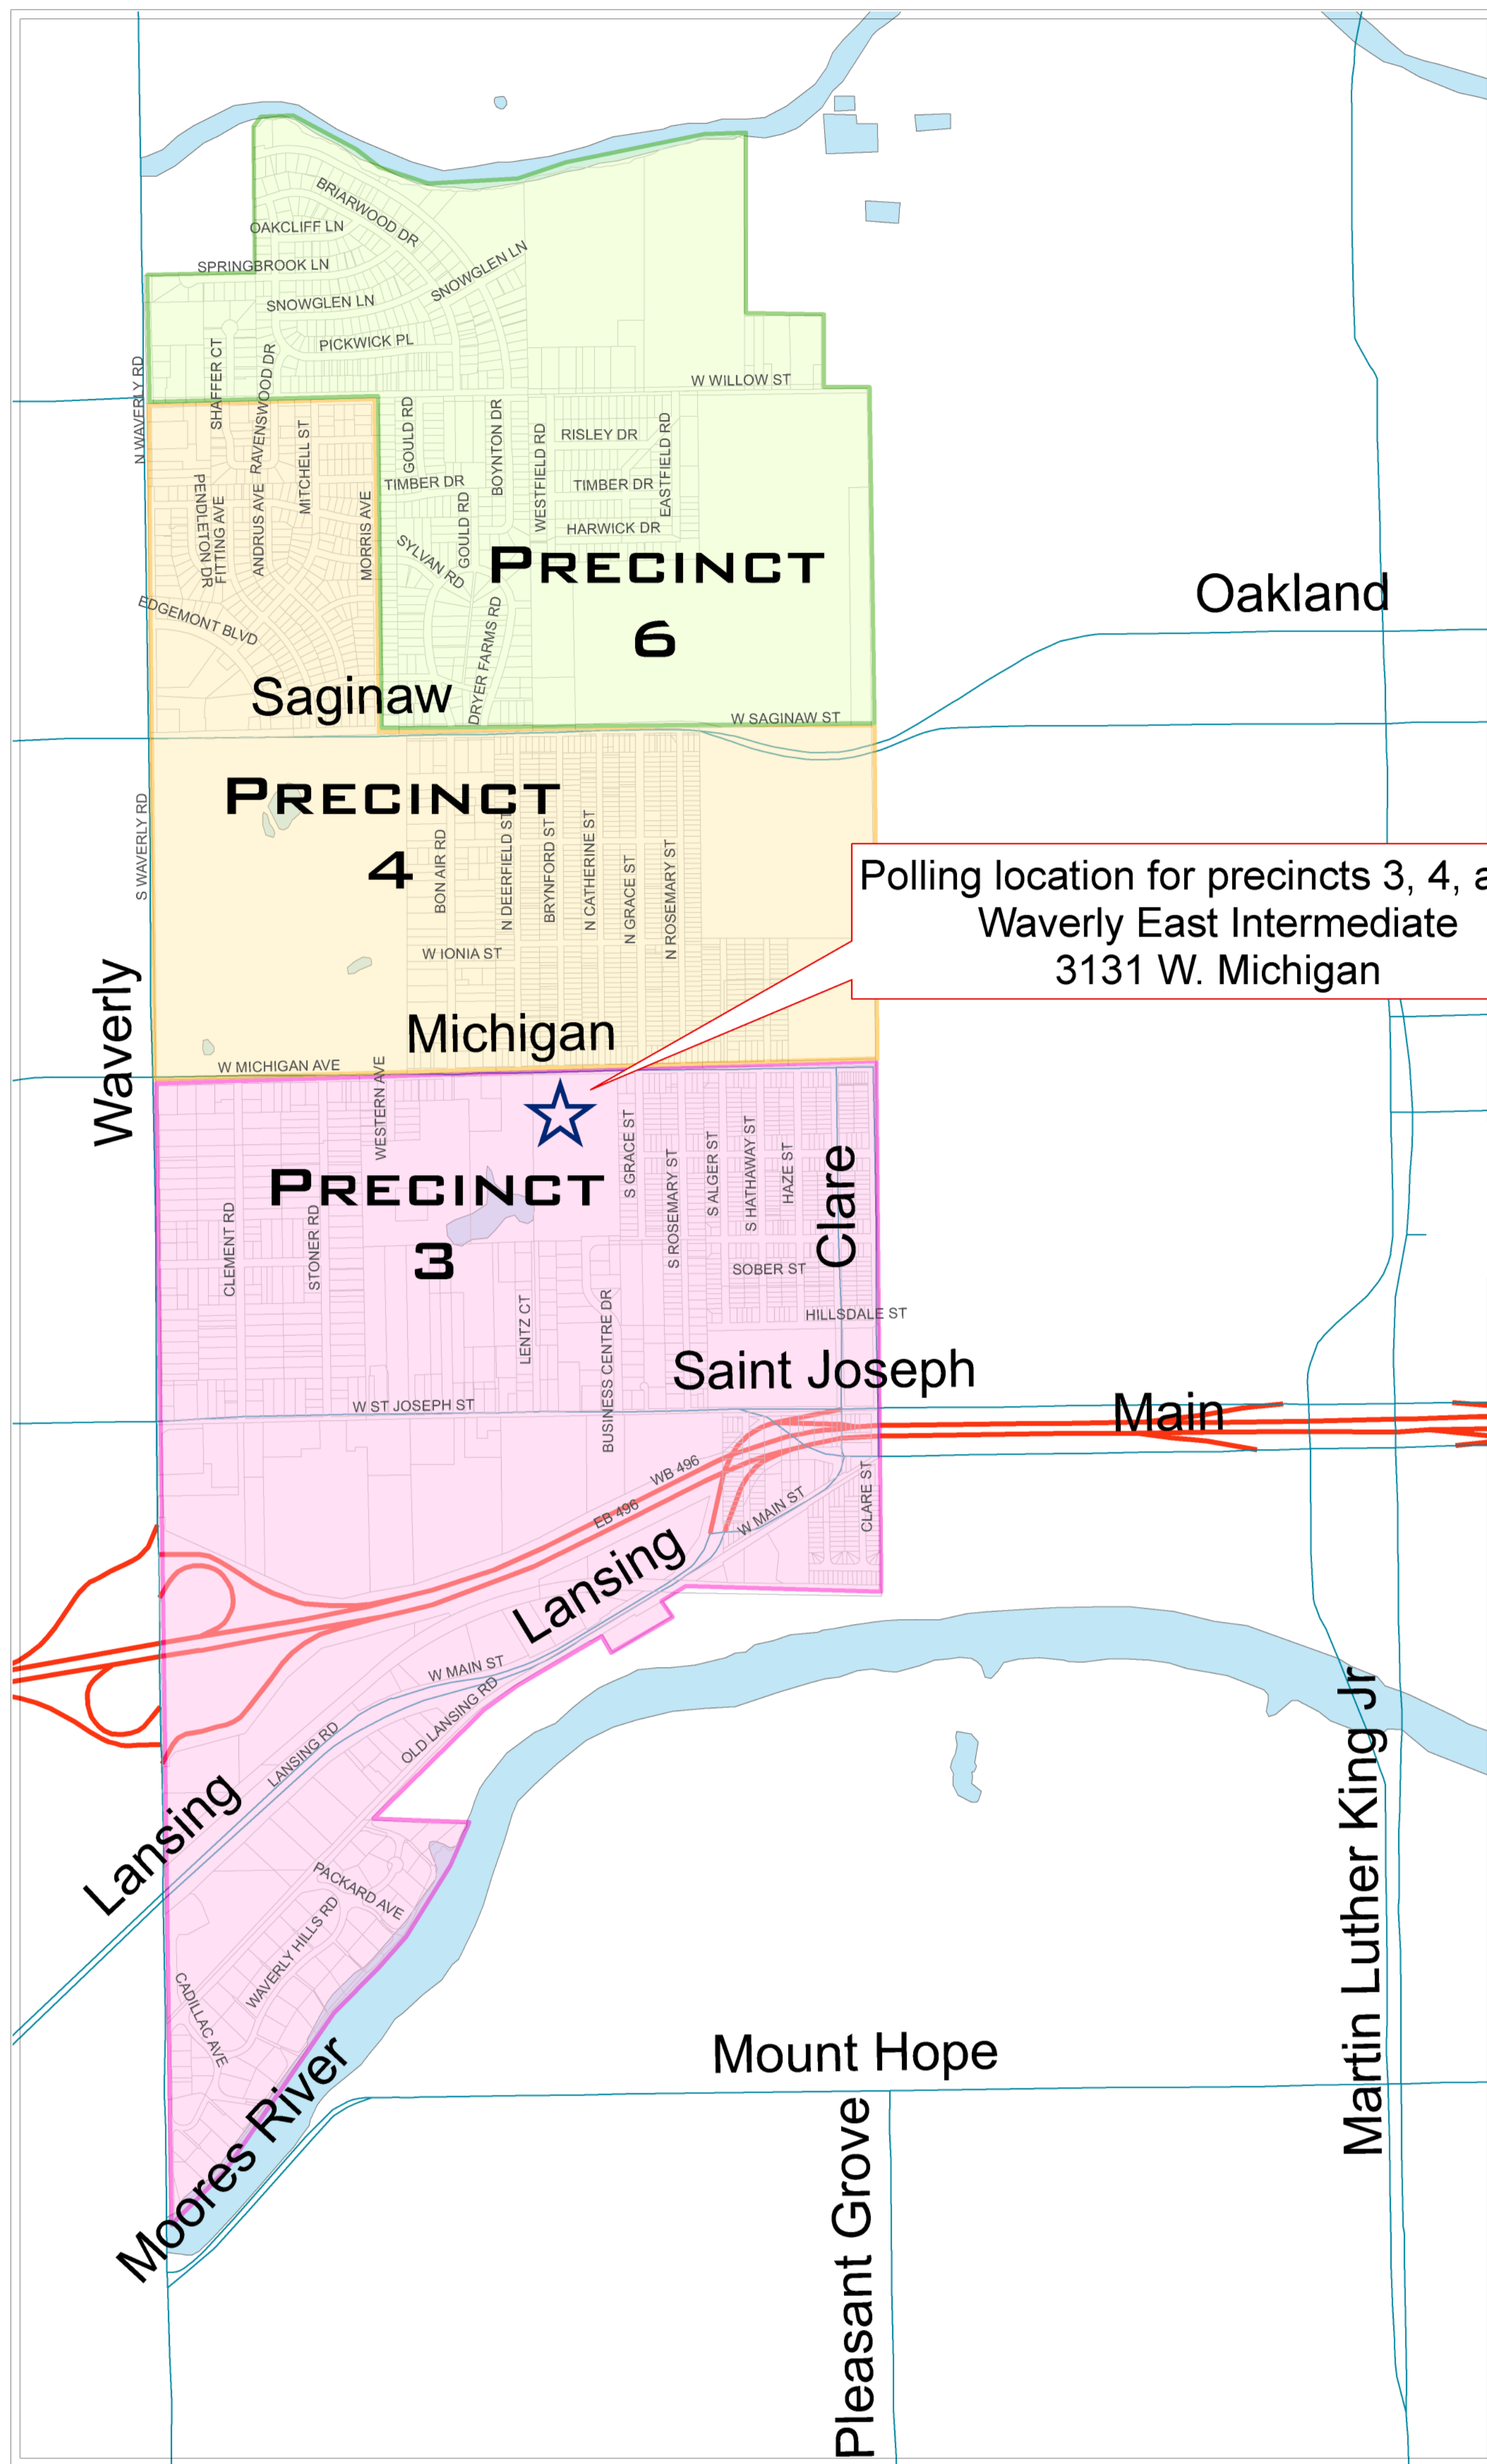 BRIARWOOD DR
OAKCLIFF LN
SPRINGBROOK LN
SNOWGLEN LN
SNOWGLEN LN
PICKWICK PL
N WAVERLY RD
SHAFFER CT
RAVENSWOOD DR
W WILLOW ST
MITCHELL ST
GOULD RD
BOYNTON DR
WESTFIELD RD
RISLEY DR
EASTFIELD RD
TIMBER DR
TIMBER DR
PENDLETON DR
FITTING AVE
ANDRUS AVE
MORRIS AVE
GOULD RD
HARWICK DR
SYLVAN RD
PRECINCT
6
EDGEMONT BLVD
DRYER FARMS RD
Oakland
Saginaw
W SAGINAW ST
PRECINCT
4
S WAVERLY RD
BON AIR RD
N DEERFIELD ST
BRYNFORD ST
N CATHERINE ST
N GRACE ST
N ROSEMARY ST
Polling location for precincts 3, 4, a
Waverly East Intermediate
3131 W. Michigan
W IONIA ST
Waverly
Michigan
W MICHIGAN AVE
WESTERN AVE
PRECINCT
3
S GRACE ST
S ROSEMARY ST
S ALGER ST
S HATHAWAY ST
HAZE ST
Clare
CLEMENT RD
STONER RD
SOBER ST
LENTZ CT
BUSINESS CENTRE DR
HILLSDALE ST
Saint Joseph
Main
W ST JOSEPH ST
WB 496
EB 496
W MAIN ST
CLARE ST
Lansing
W MAIN ST
OLD LANSING RD
LANSING RD
Lansing
Martin Luther King Jr
PACKARD AVE
WAVERLY HILLS RD
CADILLAC AVE
Moores River
Mount Hope
Pleasant Grove